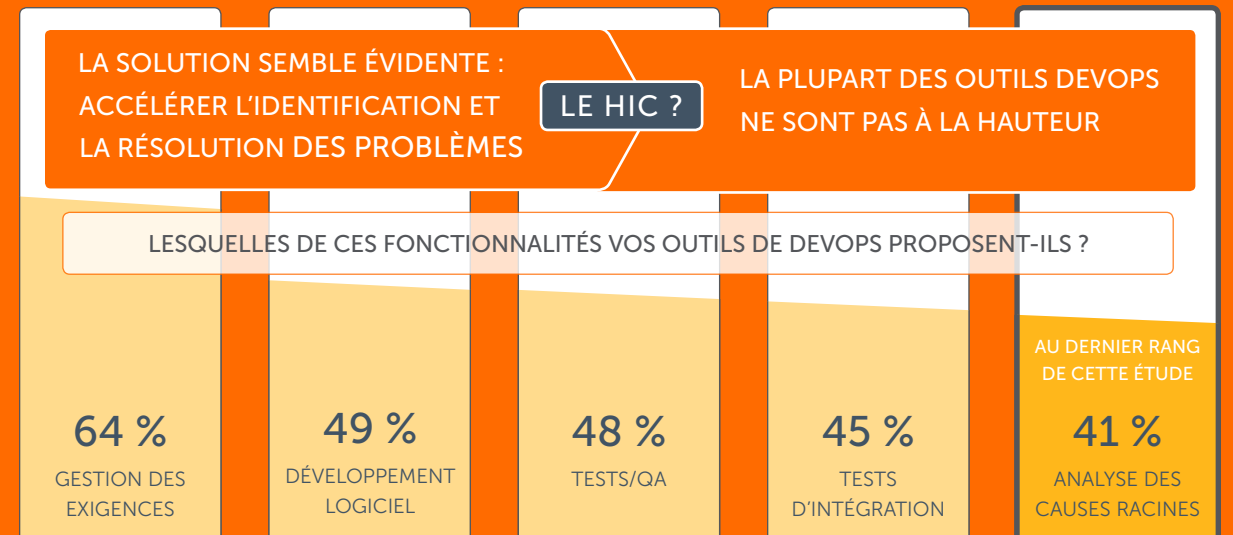 LA SOLUTION SEMBLE ÉVIDENTE :
ACCÉLÉRER L'IDENTIFICATION ET
LA RÉSOLUTION DES PROBLÈMES
LE HIC ?
LA PLUPART DES OUTILS DEVOPS
NE SONT PAS À LA HAUTEUR
LESQUELLES DE CES FONCTIONNALITÉS VOS OUTILS DE DEVOPS PROPOSENT-ILS ?
64 %
GESTION DES
EXIGENCES
49 %
DÉVELOPPEMENT
LOGICIEL
48 %
TESTS/QA
45 %
TESTS
D'INTÉGRATION
AU DERNIER RANG
DE CETTE ÉTUDE
41 %
ANALYSE DES
CAUSES RACINES